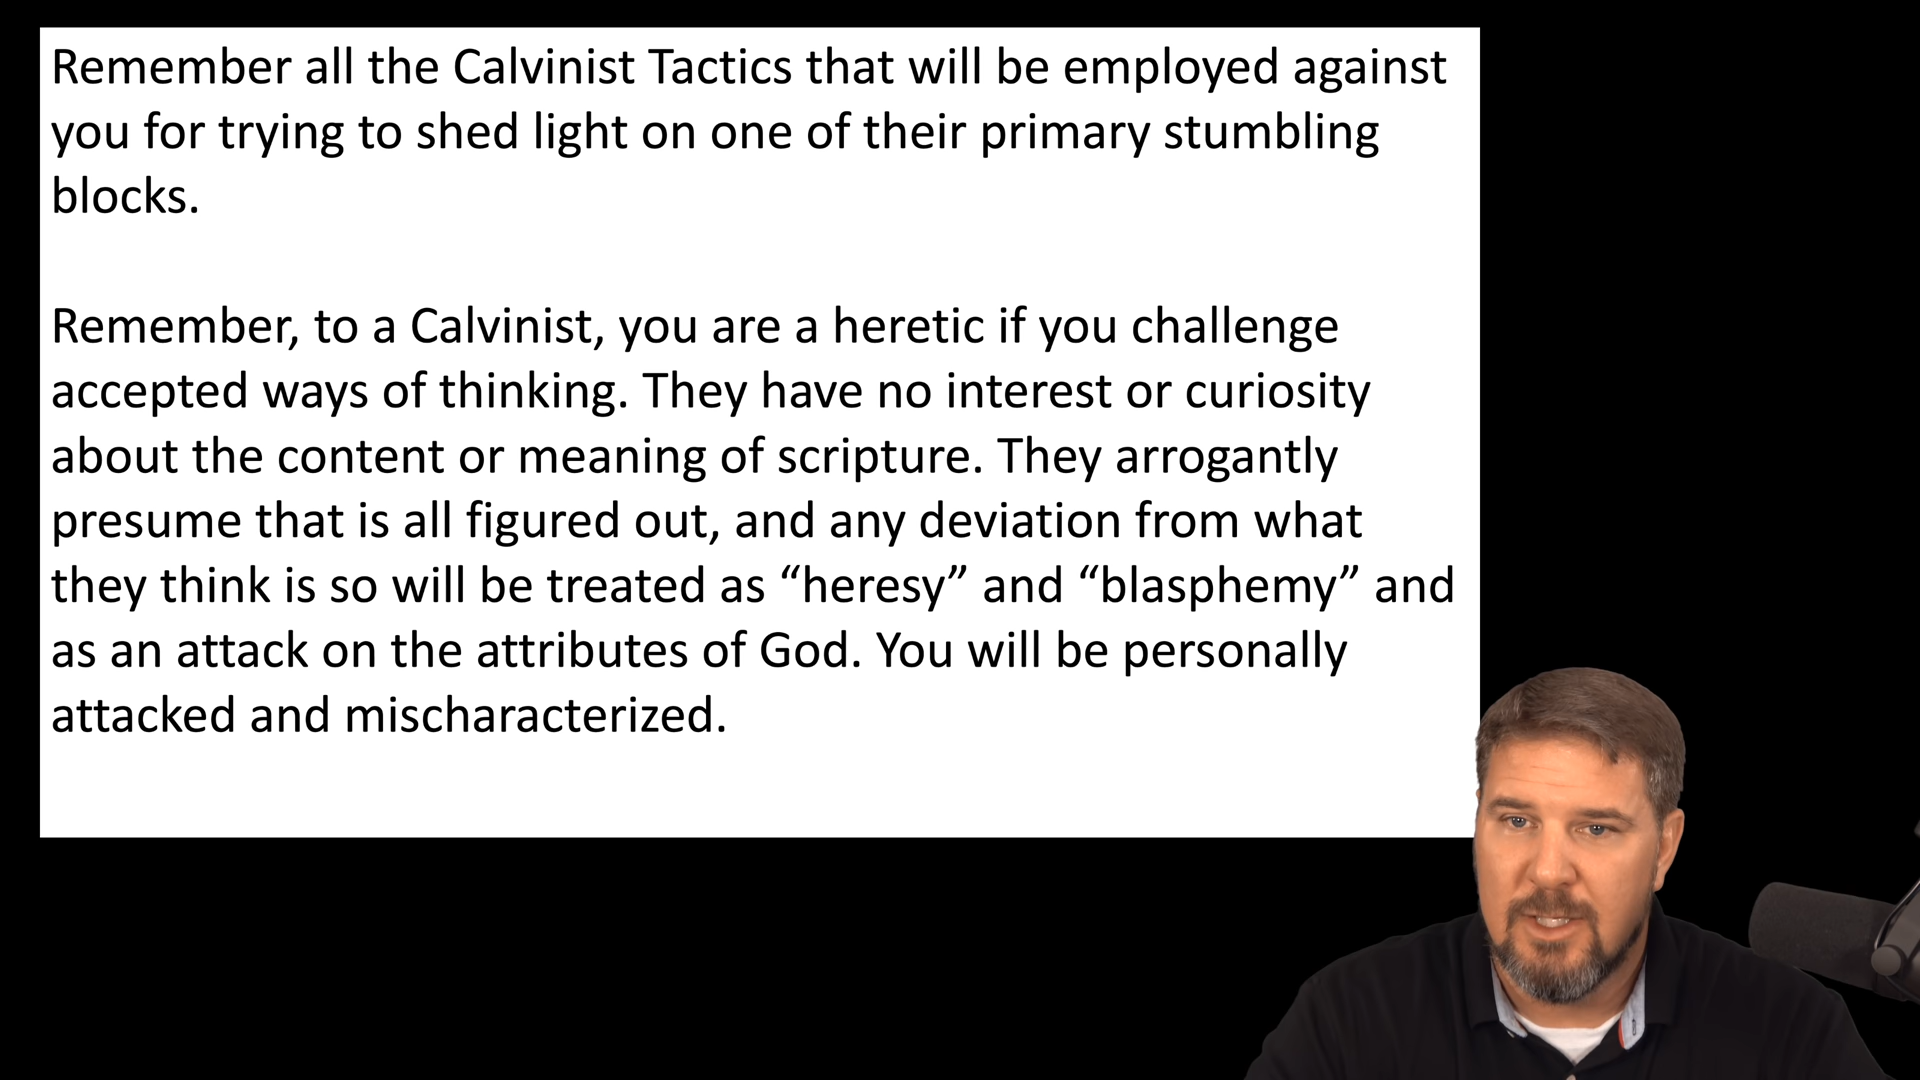 Remember all the Calvinist Tactics that will be employed against
you for trying to shed light on one of their primary stumbling
blocks.
Remember, to a Calvinist, you are a heretic if you challenge
accepted ways of thinking. They have no interest or curiosity
about the content or meaning of scripture. They arrogantly
presume that is all figured out, and any deviation from what
they think is so will be treated as “heresy” and “blasphemy” and
as an attack on the attributes of God. You will be personally
attacked and mischaracterized.